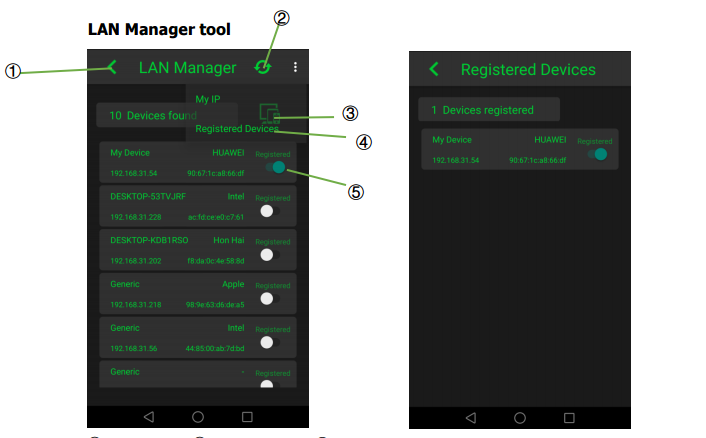 ②
LAN Manager tool
①
LAN Manager
My IP
10 Devices found
③
Registered Devices
④
My Device HUAWEI Registered
192.168.31.54 90:67:1c:a8:66:df
⑤
DESKTOP-53TVJRF Intel Registered
192.168.31.228 ac:fd:ce:e0:c7:61
DESKTOP-KDB1RSO Hon Hai Registered
192.168.31.202 f8:da:0c:4e:58:8d
Generic Apple Registered
192.168.31.218 98:9e:63:d6:de:a5
Generic Intel Registered
192.168.31.56 44:85:00:ab:7d:bd
Generic - Registered
Registered Devices
1 Devices registered
My Device HUAWEI Registered
192.168.31.54 90:67:1c:a8:66:df